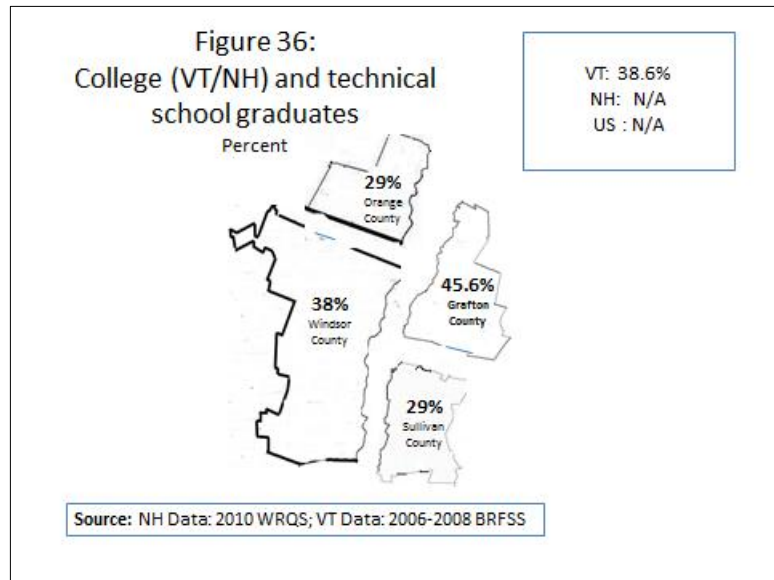 Figure 36:
College (VT/NH) and technical
school graduates
Percent
VT: 38.6%
NH: N/A
US : N/A
29%
Orange
County
45.6%
Grafton
County
38%
Windsor
County
29%
Sullivan
County
Source: NH Data: 2010 WRQS; VT Data: 2006-2008 BRFSS